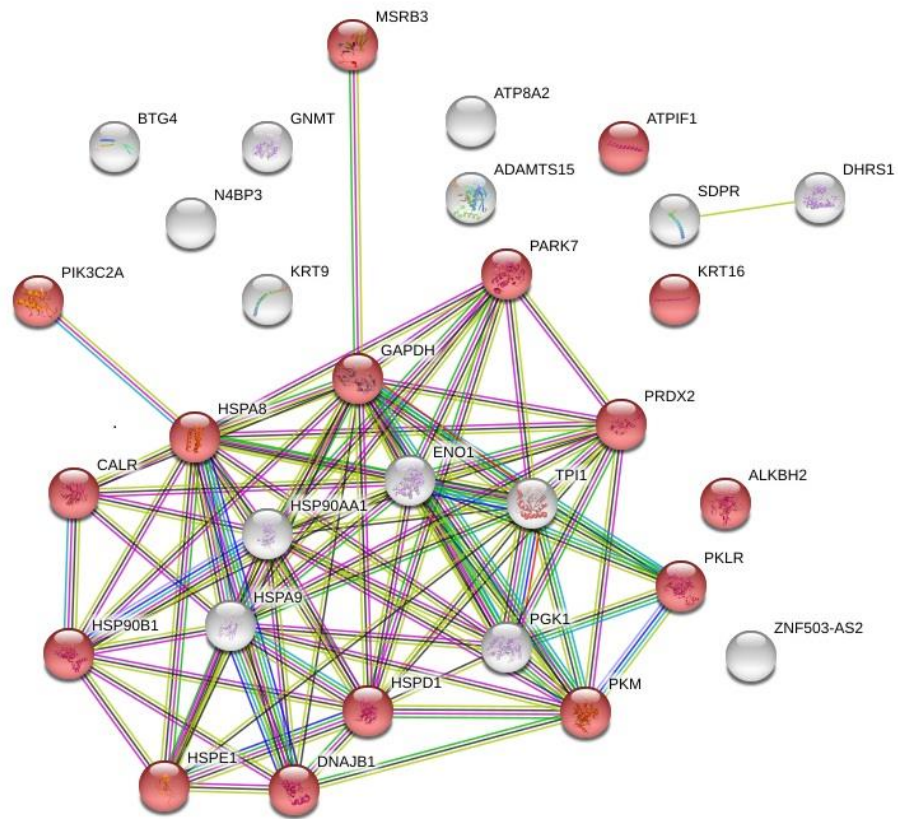 MSRB3
ATP8A2
BTG4
GNMT
ATPIF1
ADAMTS15
DHRS1
SDPR
N4BP3
PARK7
PIK3C2A
KRT9
KRT16
GAPDH
PRDX2
HSPA8
ENO1
CALR
TPI1
ALKBH2
HSP90AA1
PKLR
HSPA9
PGK1
ZNF503-AS2
HSP90B1
HSPD1
PKM
HSPE1
DNAJB1